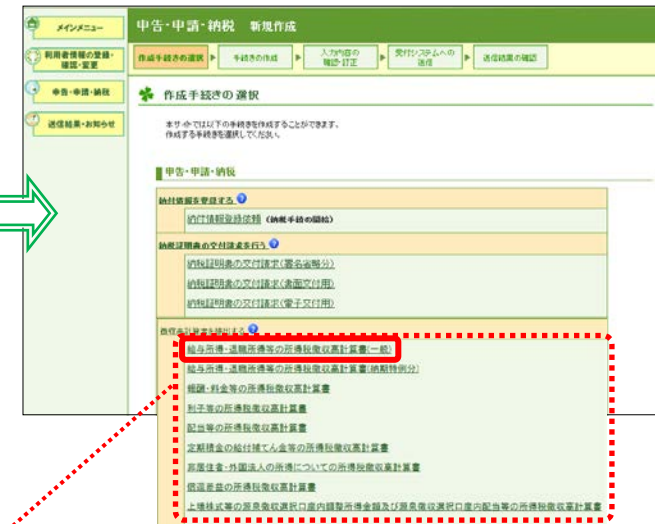 メインメニュー
利用者情報の登録・
確認・変更
申告・申請・納税
送信結果・お知らせ
申告・申請・納税 新規作成
作成手続きの選択
手続きの作成
入力内容の
確認・訂正
受付システムへの
送信
送信結果の確認
作成手続きの選択
本サイトでは以下の手続きを作成することができます。
作成する手続きを選択してください。
申告・申請・納税
納付情報を登録する
納付情報登録依頼 (納税手続の開始)
納税証明書の交付請求を行う
納税証明書の交付請求(署名省略分)
納税証明書の交付請求(書面交付用)
納税証明書の交付請求(電子交付用)
徴収高計算書を提出する
給与所得・退職所得等の所得税徴収高計算書(一般)
給与所得・退職所得等の所得税徴収高計算書(納期特例分)
報酬・料金等の所得税徴収高計算書
利子等の所得税徴収高計算書
配当等の所得税徴収高計算書
定期積金の給付補てん金等の所得税徴収高計算書
非居住者・外国法人の所得についての所得税徴収高計算書
償還差益の所得税徴収高計算書
上場株式等の源泉徴収選択口座内調整所得金額及び源泉徴収選択口座内配当等の所得税徴収高計算書